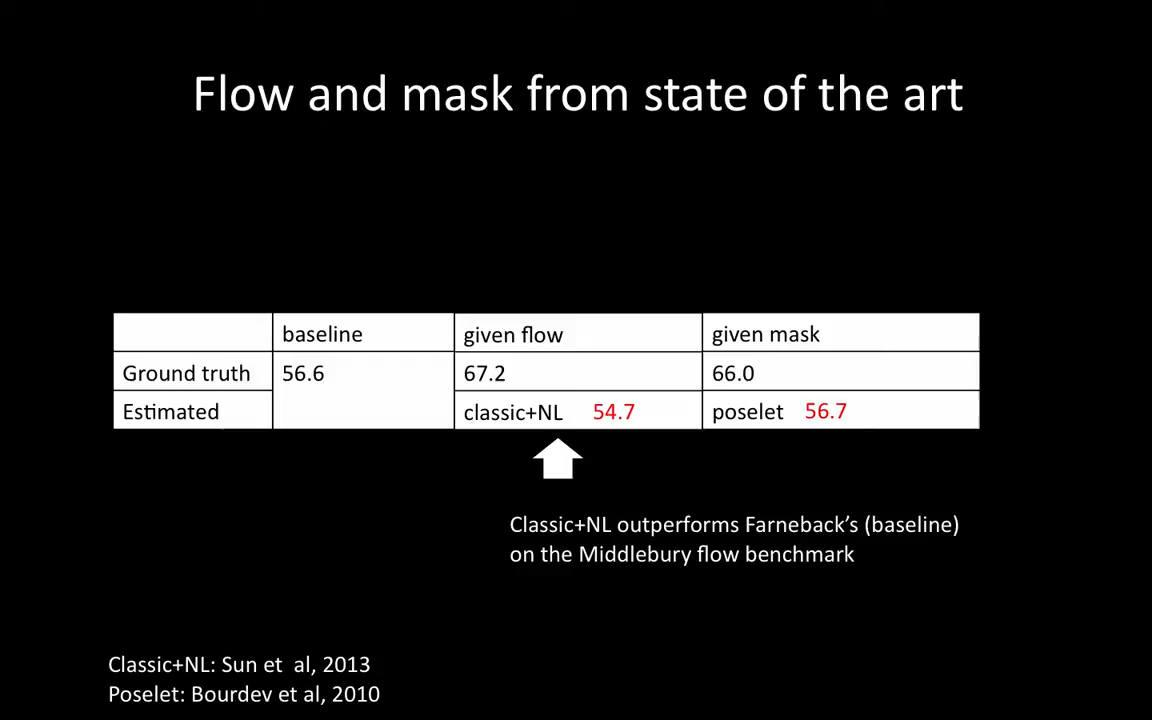 Flow and mask from state of the art
baseline given flow given mask
Ground truth 56.6 67.2 66.0
Estimated classic+NL 54.7 poselet 56.7
Classic+NL outperforms Farneback’s (baseline)
on the Middlebury flow benchmark
Classic+NL: Sun et al, 2013
Poselet: Bourdev et al, 2010